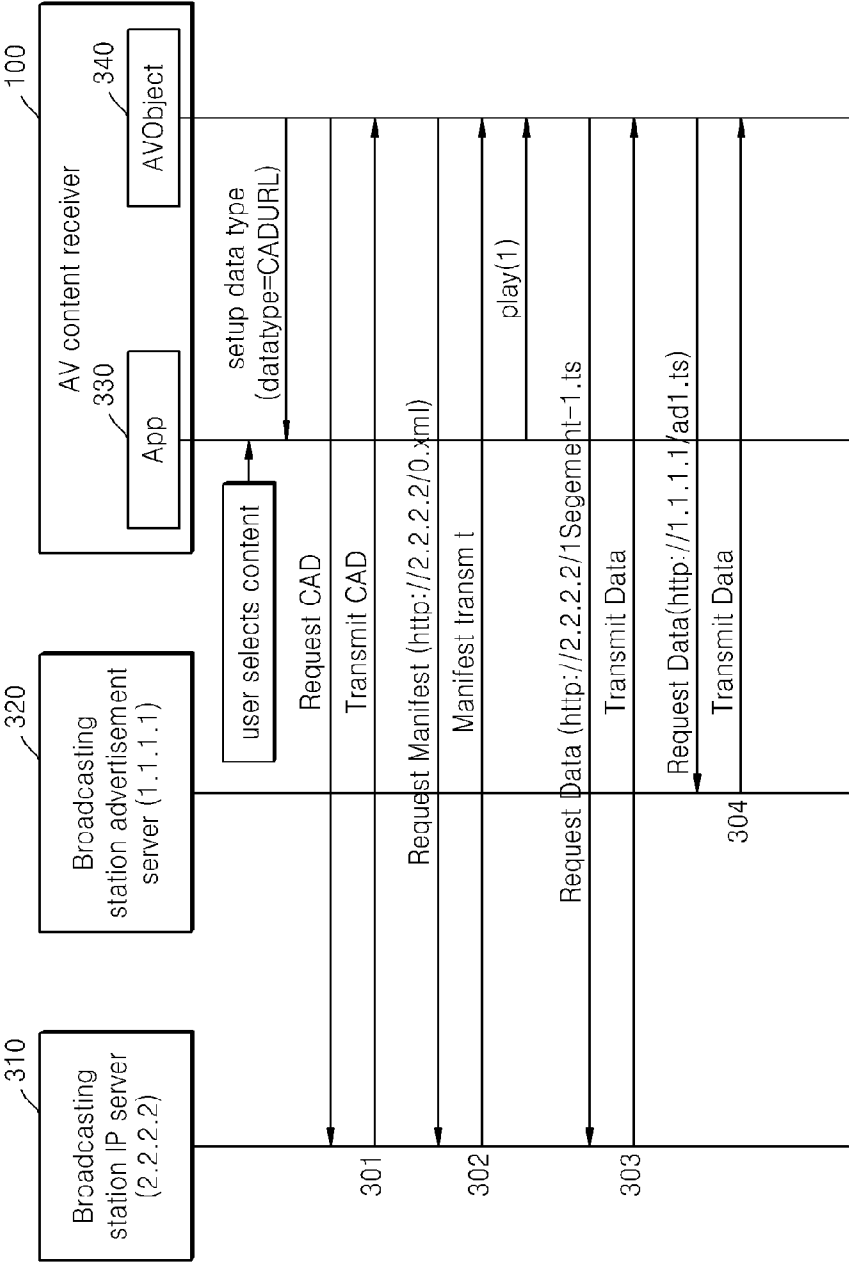 310
Broadcasting
station IP server
(2.2.2.2)
320
Broadcasting
station advertisement
server (1.1.1.1)
100
AV content receiver
330
App
340
AVObject
user selects content
setup data type
(datatype=CADURL)
Request CAD
301
Transmit CAD
Request Manifest (http://2.2.2.2/0.xml)
302
Manifest transm t
play(1)
Request Data (http://2.2.2.2/1Segement-1.ts
303
Transmit Data
Request Data(http://1.1.1.1/ad1.ts)
304
Transmit Data